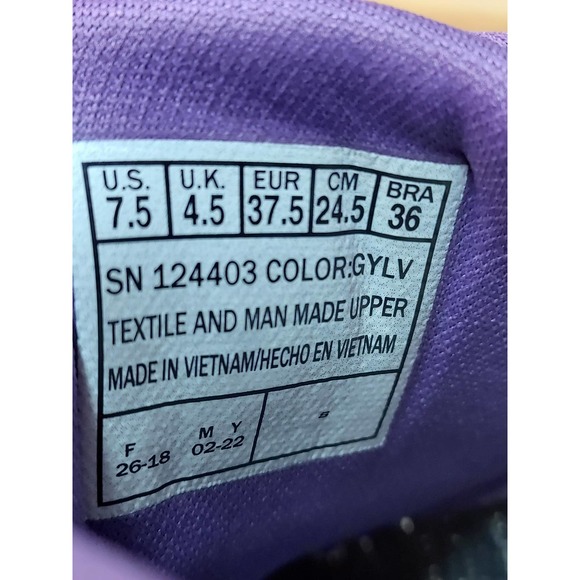 U.S. U.K. EUR CM BRA
7.5 4.5 37.5 24.5 36
SN 124403 COLOR:GYLV
TEXTILE AND MAN MADE UPPER
MADE IN VIETNAM/HECHO EN VIETNAM
F M Y
26-18 02-22